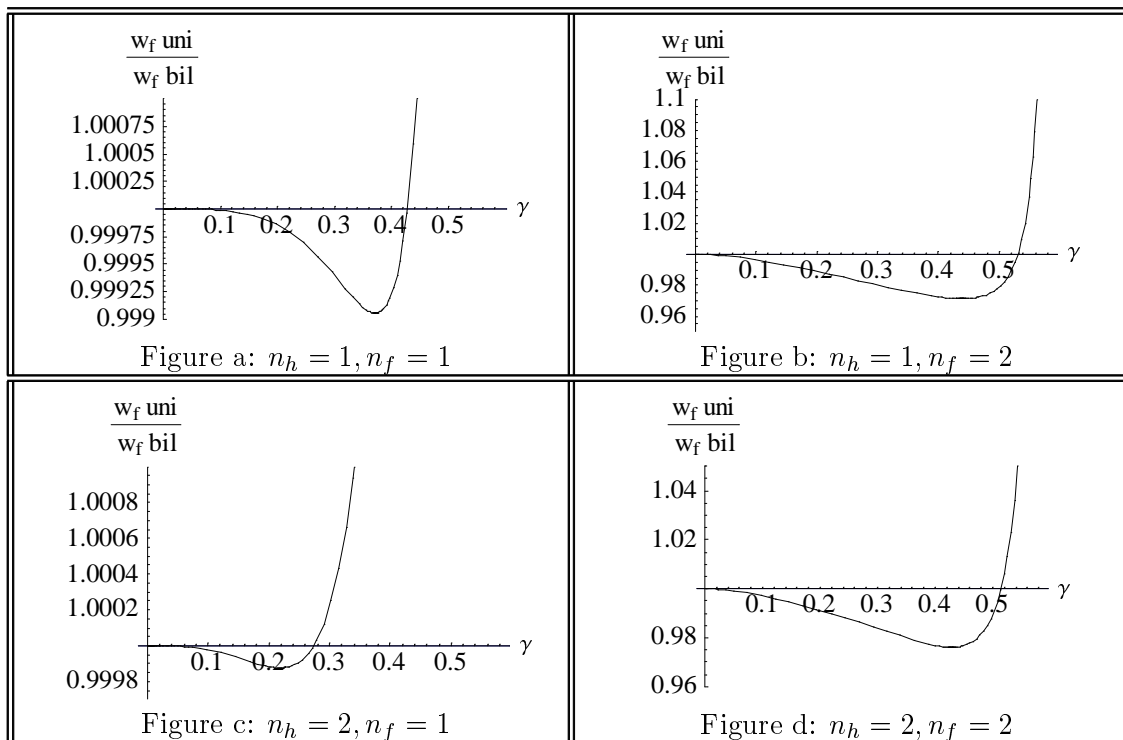 w_f uni
w_f bil
1.00075
1.0005
1.00025
0.99975
0.9995
0.99925
0.999
0.1 0.2 0.3 0.4 0.5 γ
Figure a: n_h = 1, n_f = 1
w_f uni
w_f bil
1.1
1.08
1.06
1.04
1.02
0.98
0.96
0.1 0.2 0.3 0.4 0.5 γ
Figure b: n_h = 1, n_f = 2
w_f uni
w_f bil
1.0008
1.0006
1.0004
1.0002
0.9998
0.1 0.2 0.3 0.4 0.5 γ
Figure c: n_h = 2, n_f = 1
w_f uni
w_f bil
1.04
1.02
0.98
0.96
0.1 0.2 0.3 0.4 0.5 γ
Figure d: n_h = 2, n_f = 2